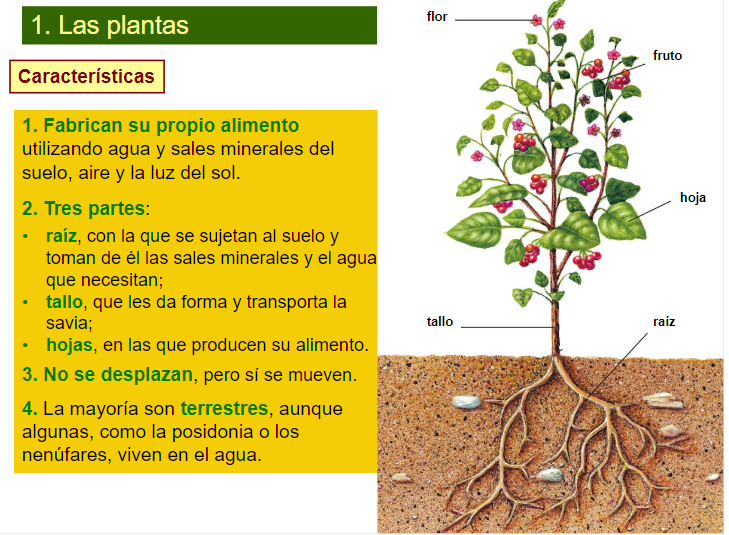 1. Las plantas
Características
1. Fabrican su propio alimento
utilizando agua y sales minerales del
suelo, aire y la luz del sol.
2. Tres partes:
• raíz, con la que se sujetan al suelo y
toman de él las sales minerales y el agua
que necesitan;
• tallo, que les da forma y transporta la
savia;
• hojas, en las que producen su alimento.
3. No se desplazan, pero sí se mueven.
4. La mayoría son terrestres, aunque
algunas, como la posidonia o los
nenúfares, viven en el agua.
flor
fruto
hoja
tallo
raíz